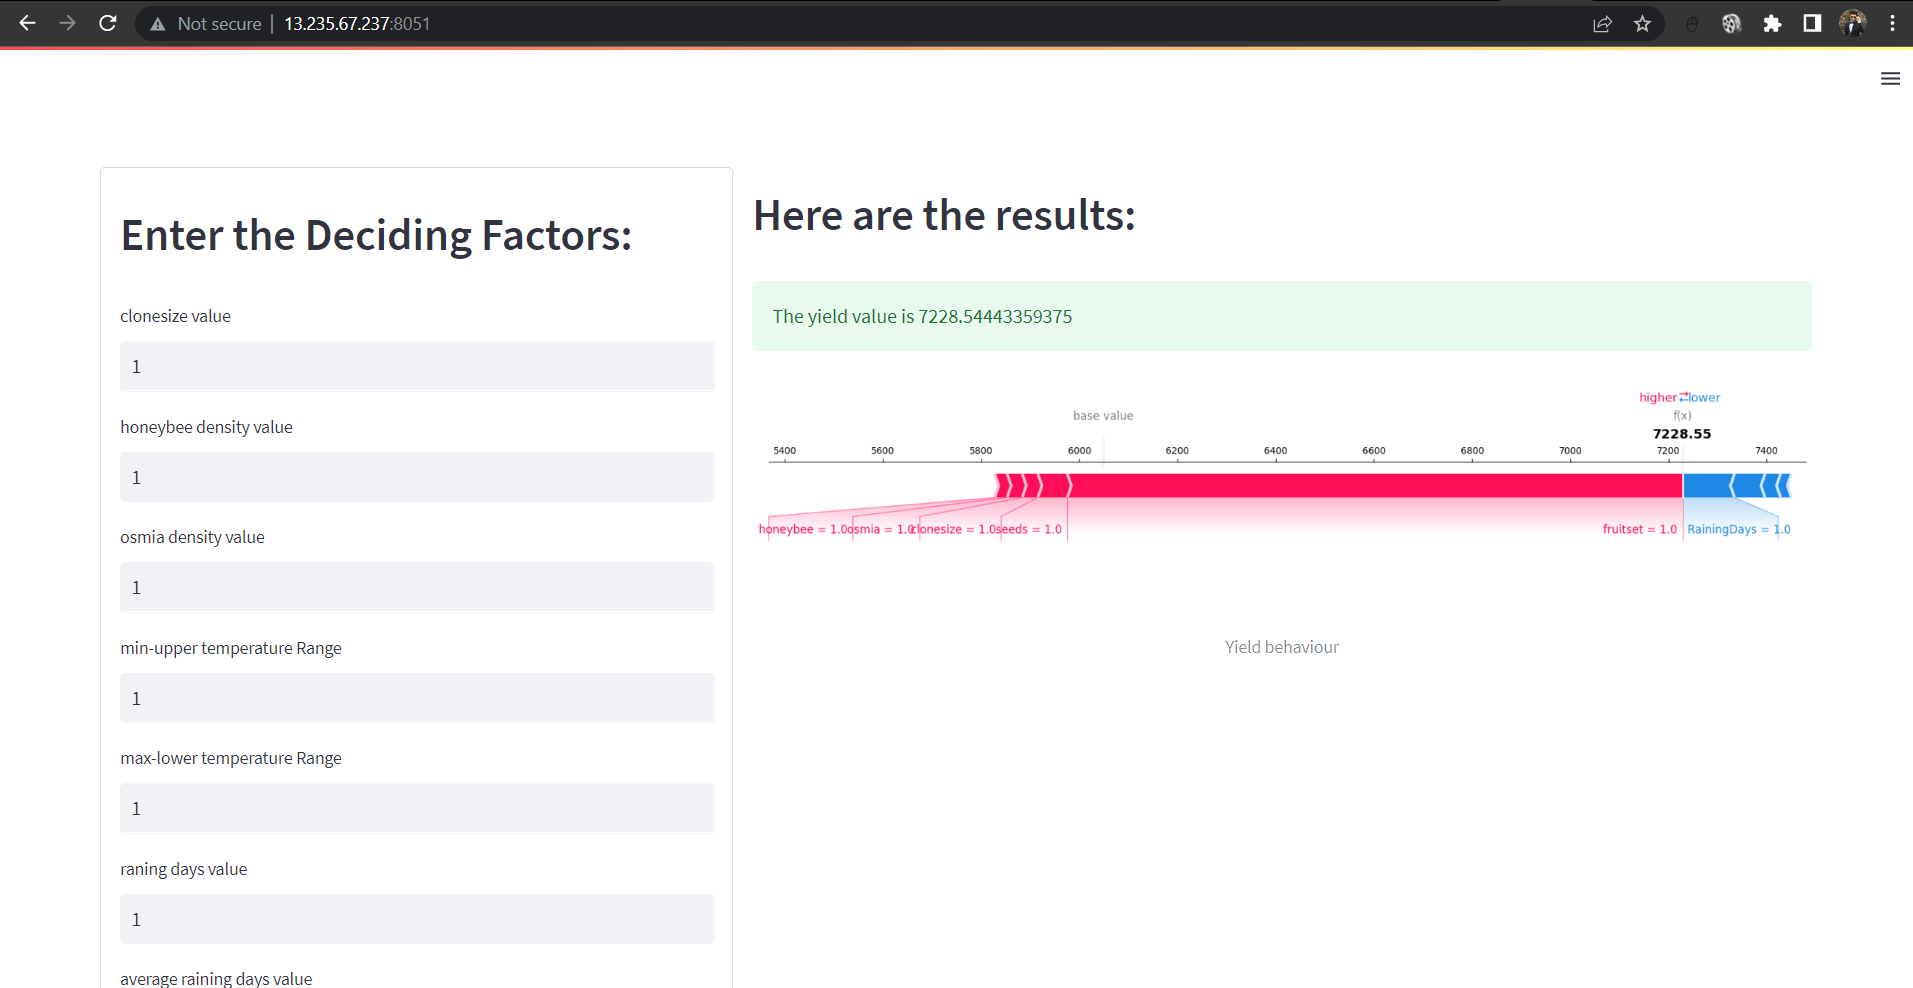 Not secure | 13.235.67.237:8051
Enter the Deciding Factors:
clonesize value
1
honeybee density value
1
osmia density value
1
min-upper temperature Range
1
max-lower temperature Range
1
raning days value
1
average raining days value
Here are the results:
The yield value is 7228.54443359375
higher⇄lower
base value f(x)
7228.55
5400 5600 5800 6000 6200 6400 6600 6800 7000 7200 7400
honeybee = 1.0 osmia = 1.0 clonesize = 1.0 seeds = 1.0 fruitset = 1.0 RainingDays = 1.0
Yield behaviour